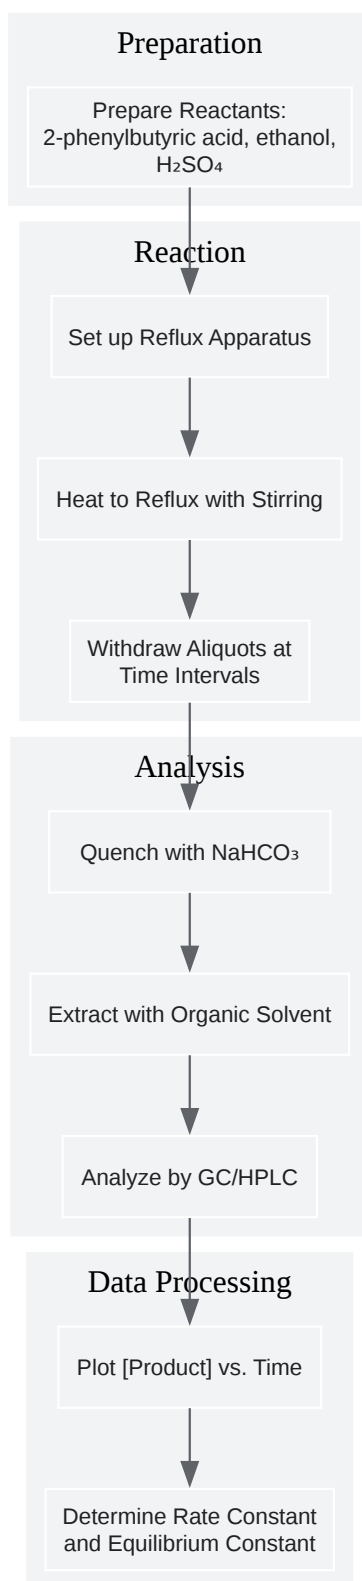 Preparation
Prepare Reactants:
2-phenylbutyric acid, ethanol,
H₂SO₄
Reaction
Set up Reflux Apparatus
Heat to Reflux with Stirring
Withdraw Aliquots at
Time Intervals
Analysis
Quench with NaHCO₃
Extract with Organic Solvent
Analyze by GC/HPLC
Data Processing
Plot [Product] vs. Time
Determine Rate Constant
and Equilibrium Constant